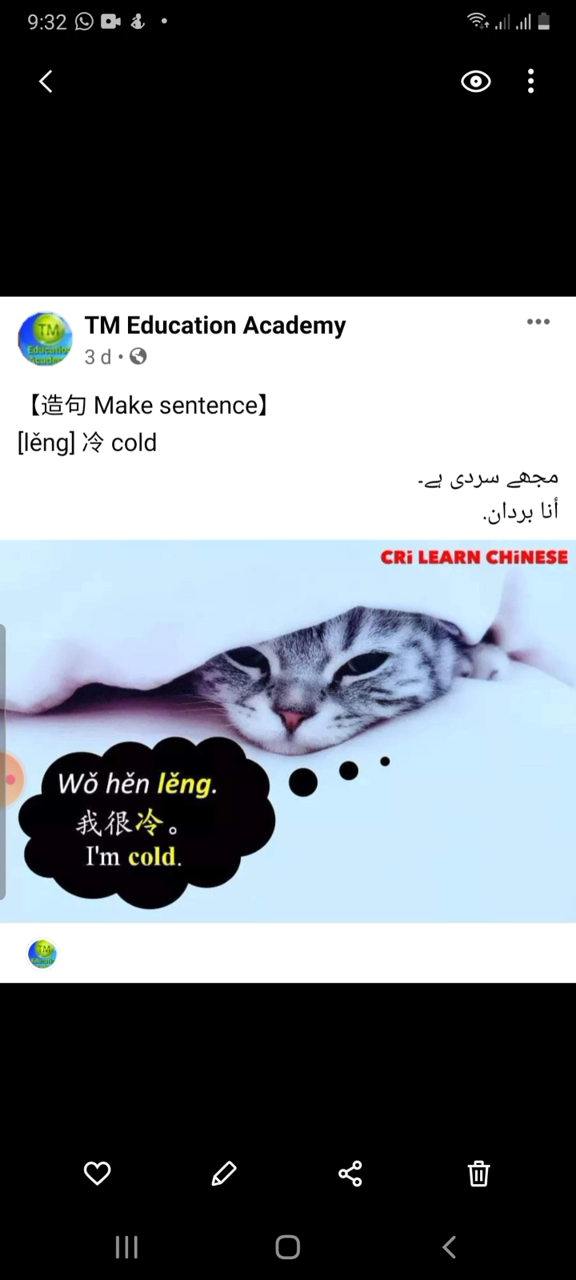 9:32
TM Education Academy
3 d
【造句 Make sentence】
[lěng] 冷 cold
مجھے سردی ہے۔
أنا بردان.
CRi LEARN CHiNESE
Wǒ hěn lěng.
我很冷。
I'm cold.